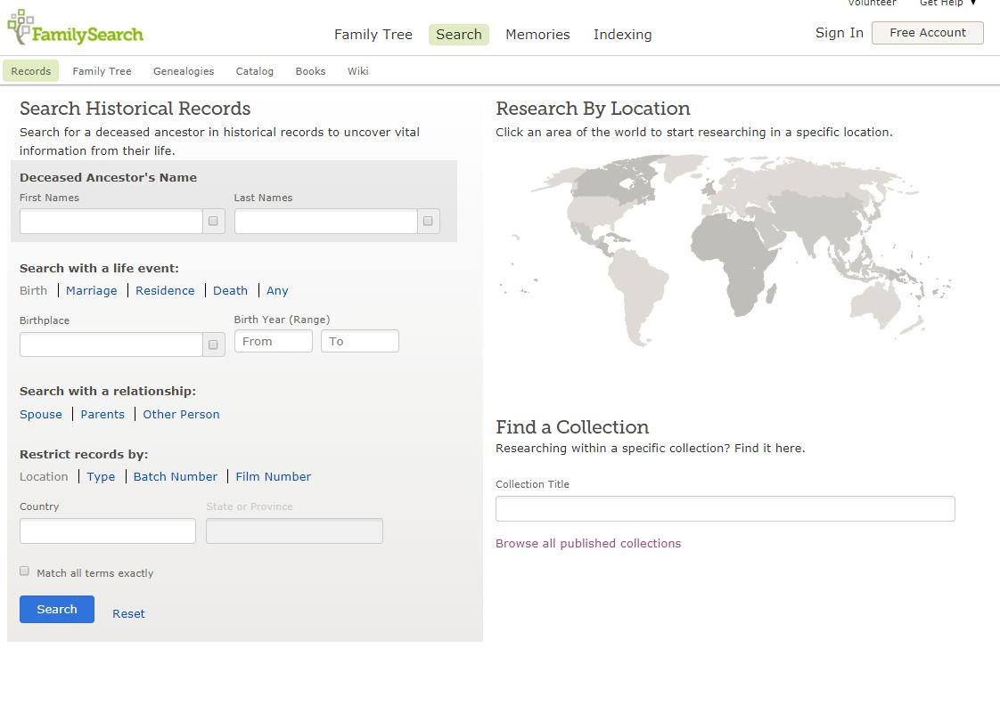 Volunteer Get Help ▼
FamilySearch
Family Tree Search Memories Indexing Sign In Free Account
Records Family Tree Genealogies Catalog Books Wiki
Search Historical Records
Search for a deceased ancestor in historical records to uncover vital
information from their life.
Deceased Ancestor's Name
First Names Last Names
Search with a life event:
Birth Marriage Residence Death Any
Birthplace Birth Year (Range)
From To
Search with a relationship:
Spouse Parents Other Person
Restrict records by:
Location Type Batch Number Film Number
Country State or Province
Match all terms exactly
Search Reset
Research By Location
Click an area of the world to start researching in a specific location.
Find a Collection
Researching within a specific collection? Find it here.
Collection Title
Browse all published collections